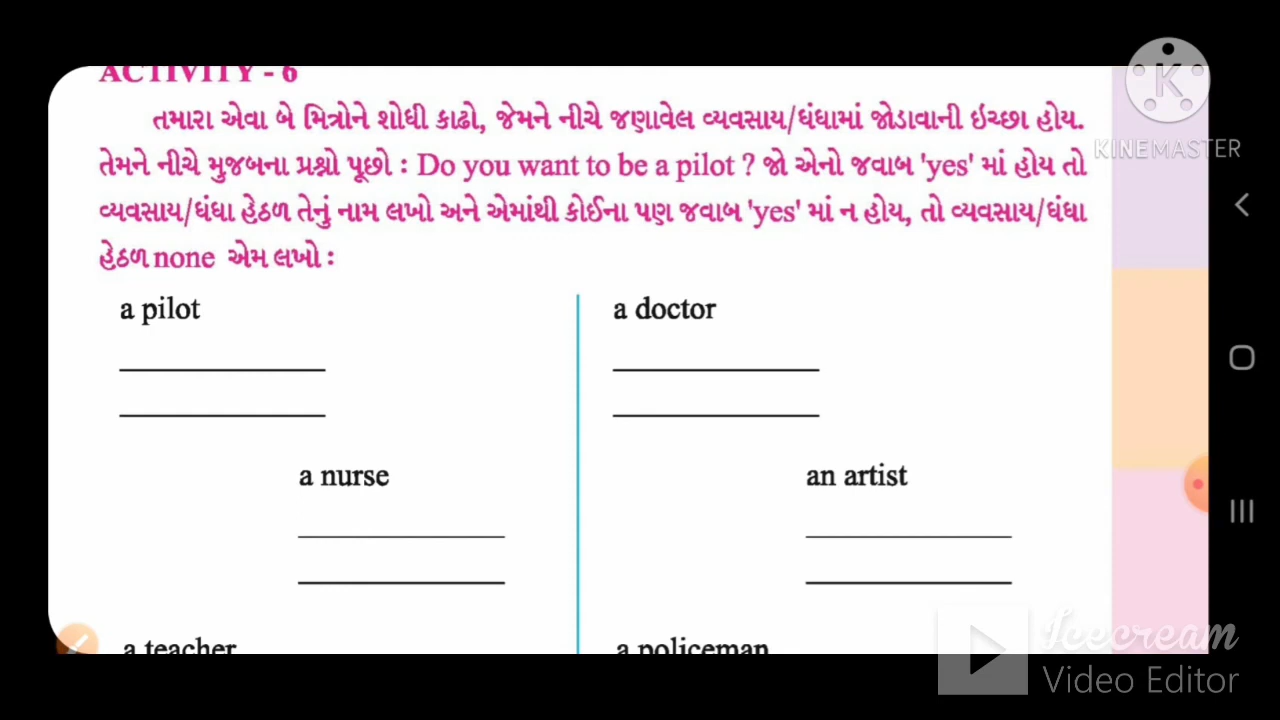 ACTIVITY - 6
તમારા એવા બે મિત્રોને શોધી કાઢો, જેમને નીચે જણાવેલ વ્યવસાય/ધંધામાં જોડાવાની ઇચ્છા હોય.
તેમને નીચે મુજબના પ્રશ્નો પૂછો : Do you want to be a pilot ? જો એનો જવાબ 'yes' માં હોય તો
વ્યવસાય/ધંધા હેઠળ તેનું નામ લખો અને એમાંથી કોઈના પણ જવાબ 'yes' માં ન હોય, તો વ્યવસાય/ધંધા
હેઠળ none એમ લખો :
a pilot
a doctor
a nurse
an artist
a teacher
a policeman
K
KINEMASTER
Icecream
Video Editor